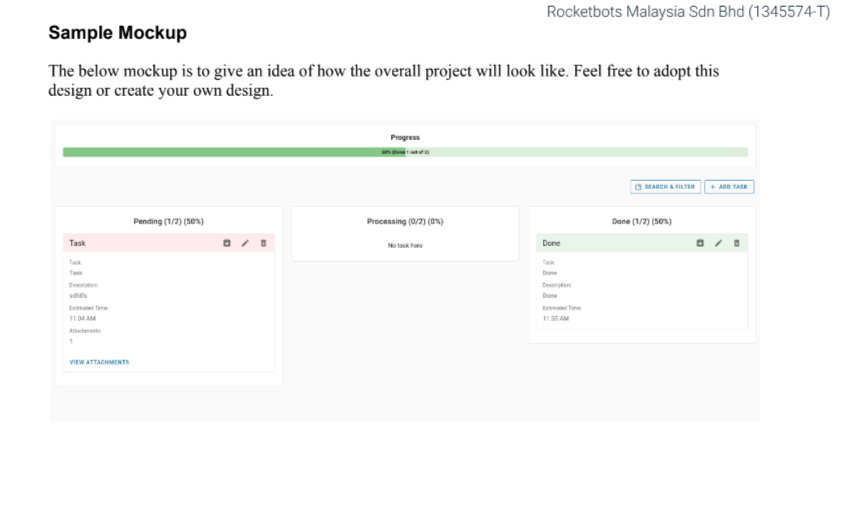 Rocketbots Malaysia Sdn Bhd (1345574-T)
Sample Mockup
The below mockup is to give an idea of how the overall project will look like. Feel free to adopt this
design or create your own design.
Progress
50% (Done 1 out of 2)
SEARCH & FILTER
+ ADD TASK
Pending (1/2) (50%)
Task
Task:
Task
Description:
Estimated Time:
11:04 AM
Attachments:
1
VIEW ATTACHMENTS
Processing (0/2) (0%)
No task here
Done (1/2) (50%)
Done
Task:
Done
Description:
Done
Estimated Time:
11:55 AM